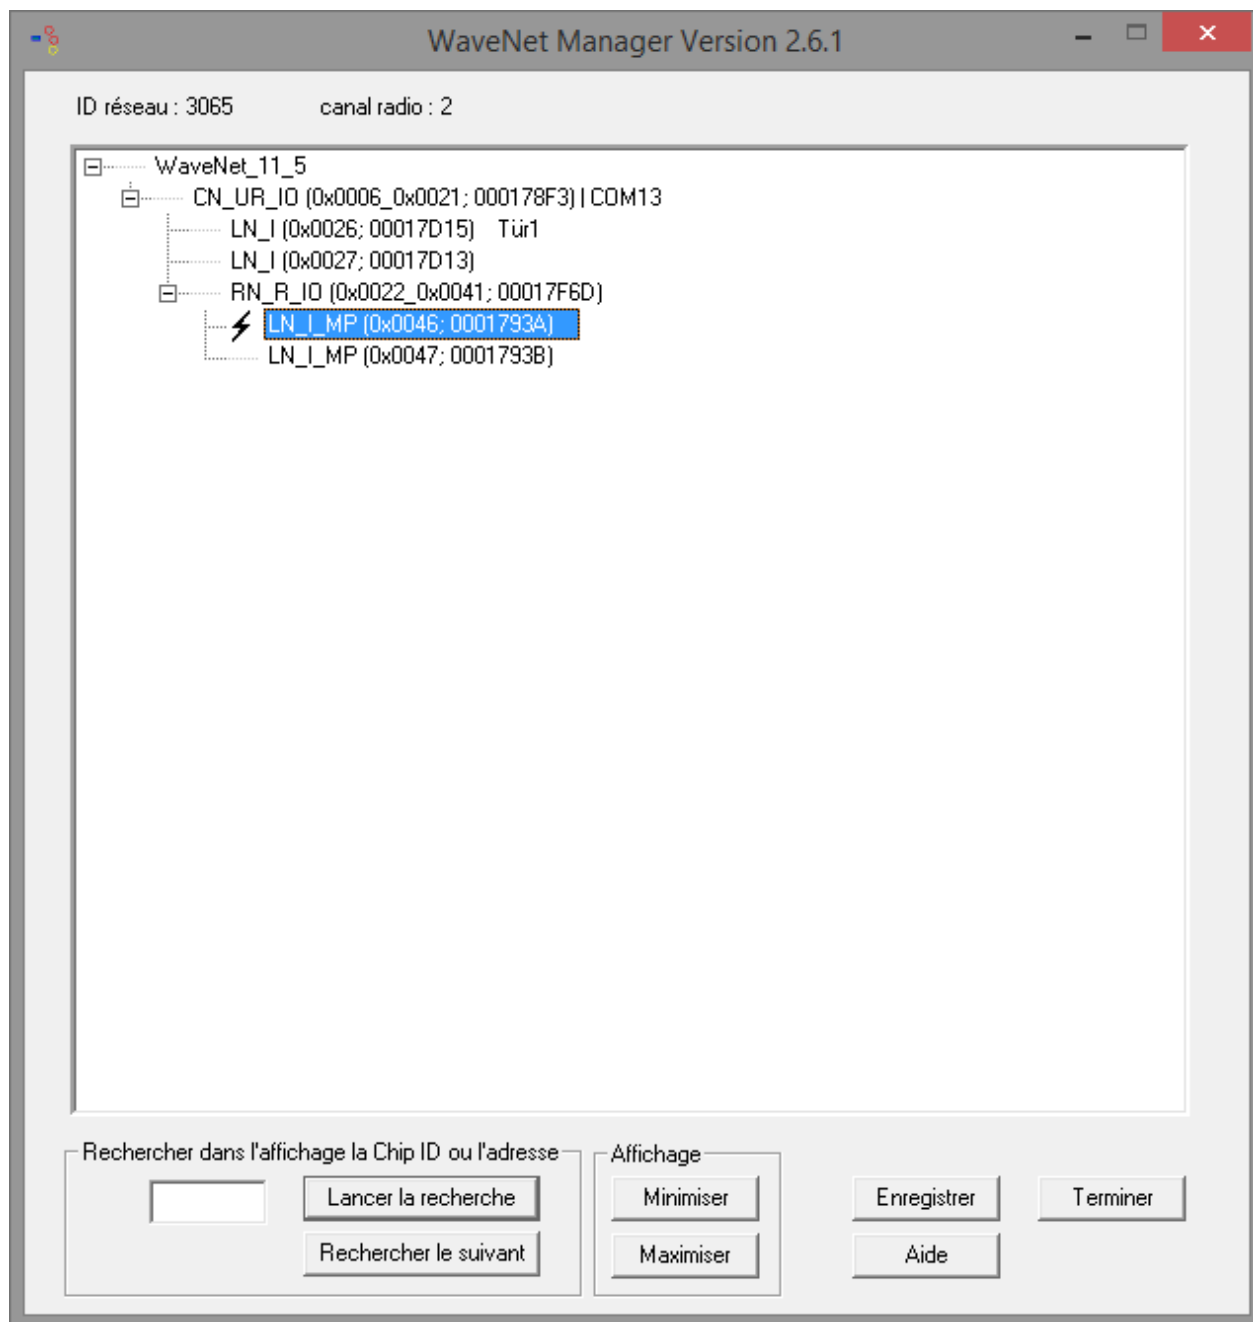 WaveNet Manager Version 2.6.1
ID réseau : 3065 canal radio : 2
WaveNet_11_5
CN_UR_IO (0x0006_0x0021; 000178F3) | COM13
LN_I (0x0026; 00017D15) Tür1
LN_I (0x0027; 00017D13)
RN_R_IO (0x0022_0x0041; 00017F6D)
LN_I_MP (0x0046; 0001793A)
LN_I_MP (0x0047; 0001793B)
Rechercher dans l'affichage la Chip ID ou l'adresse
Lancer la recherche
Rechercher le suivant
Affichage
Minimiser
Maximiser
Enregistrer
Terminer
Aide